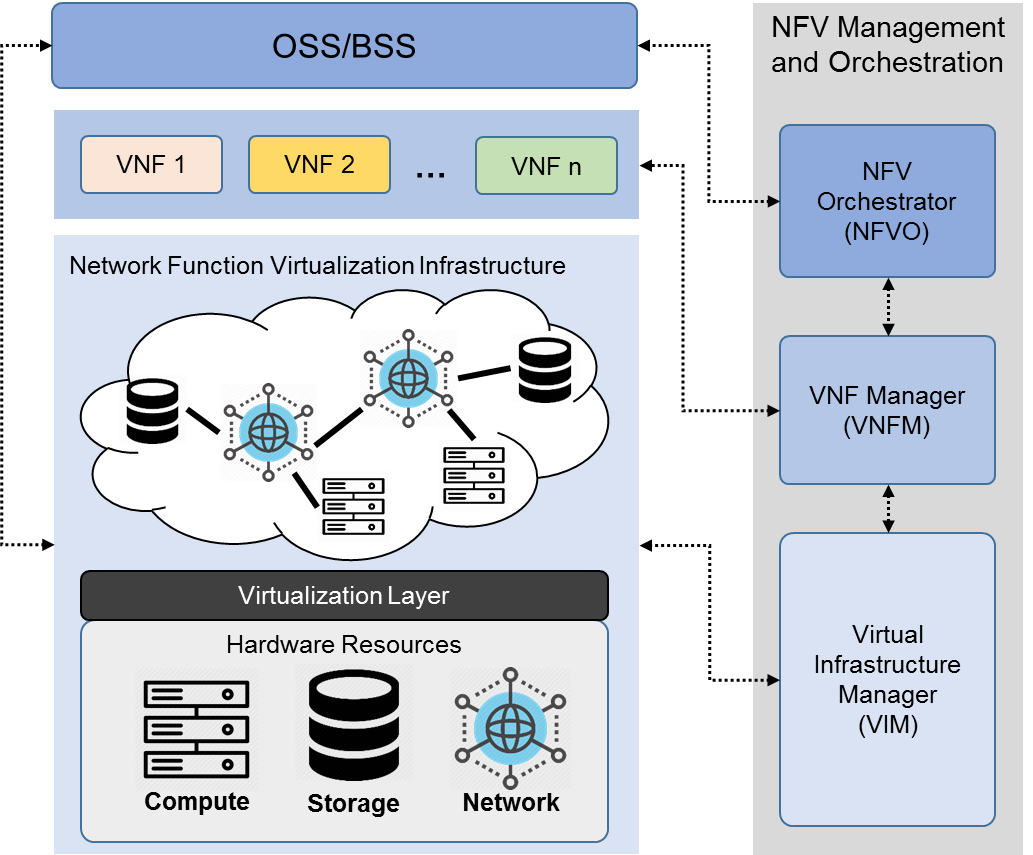 OSS/BSS
VNF 1
VNF 2
...
VNF n
Network Function Virtualization Infrastructure
Virtualization Layer
Hardware Resources
Compute
Storage
Network
NFV Management
and Orchestration
NFV
Orchestrator
(NFVO)
VNF Manager
(VNFM)
Virtual
Infrastructure
Manager
(VIM)